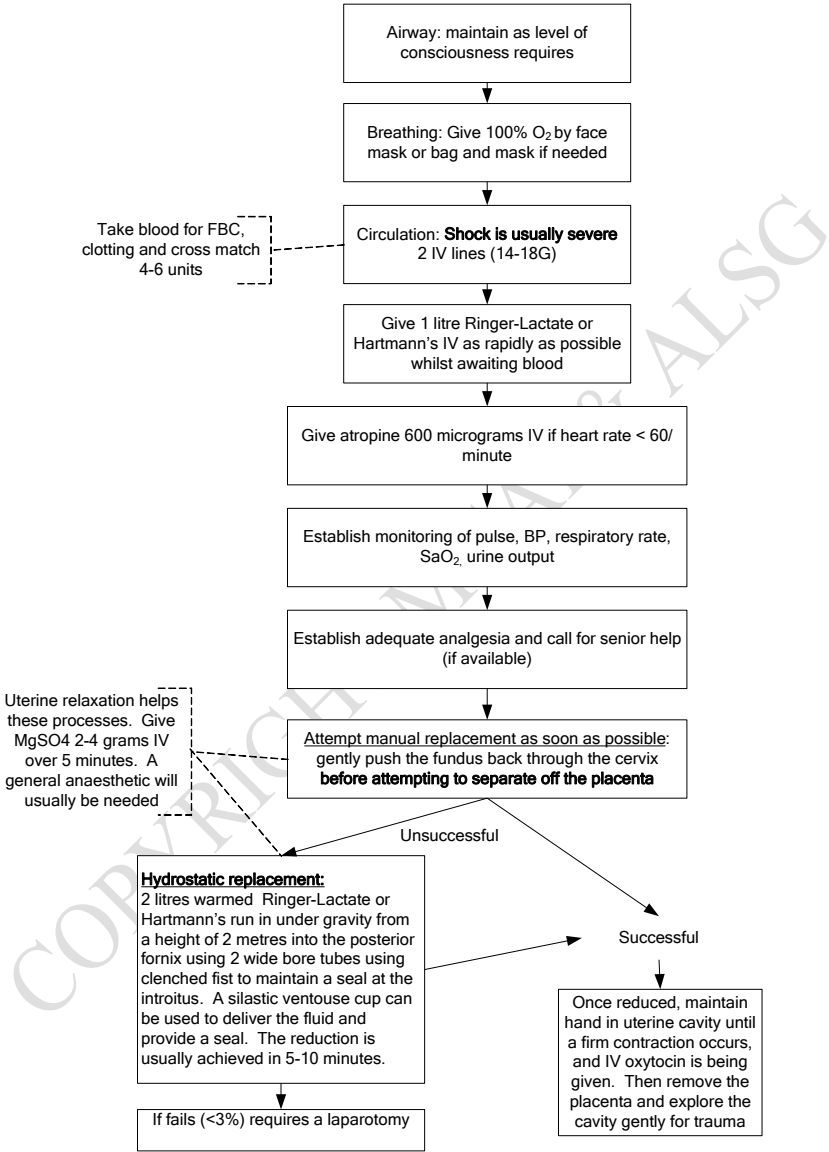 Airway: maintain as level of
consciousness requires
Breathing: Give 100% O2 by face
mask or bag and mask if needed
Take blood for FBC,
clotting and cross match
4-6 units
Circulation: Shock is usually severe
2 IV lines (14-18G)
Give 1 litre Ringer-Lactate or
Hartmann's IV as rapidly as possible
whilst awaiting blood
Give atropine 600 micrograms IV if heart rate < 60/
minute
Establish monitoring of pulse, BP, respiratory rate,
SaO2, urine output
Establish adequate analgesia and call for senior help
(if available)
Uterine relaxation helps
these processes. Give
MgSO4 2-4 grams IV
over 5 minutes. A
general anaesthetic will
usually be needed
Attempt manual replacement as soon as possible:
gently push the fundus back through the cervix
before attempting to separate off the placenta
Unsuccessful
Hydrostatic replacement:
2 litres warmed Ringer-Lactate or
Hartmann's run in under gravity from
a height of 2 metres into the posterior
fornix using 2 wide bore tubes using
clenched fist to maintain a seal at the
introitus. A silastic ventouse cup can
be used to deliver the fluid and
provide a seal. The reduction is
usually achieved in 5-10 minutes.
Successful
Once reduced, maintain
hand in uterine cavity until
a firm contraction occurs,
and IV oxytocin is being
given. Then remove the
placenta and explore the
cavity gently for trauma
If fails (<3%) requires a laparotomy
& ALSG